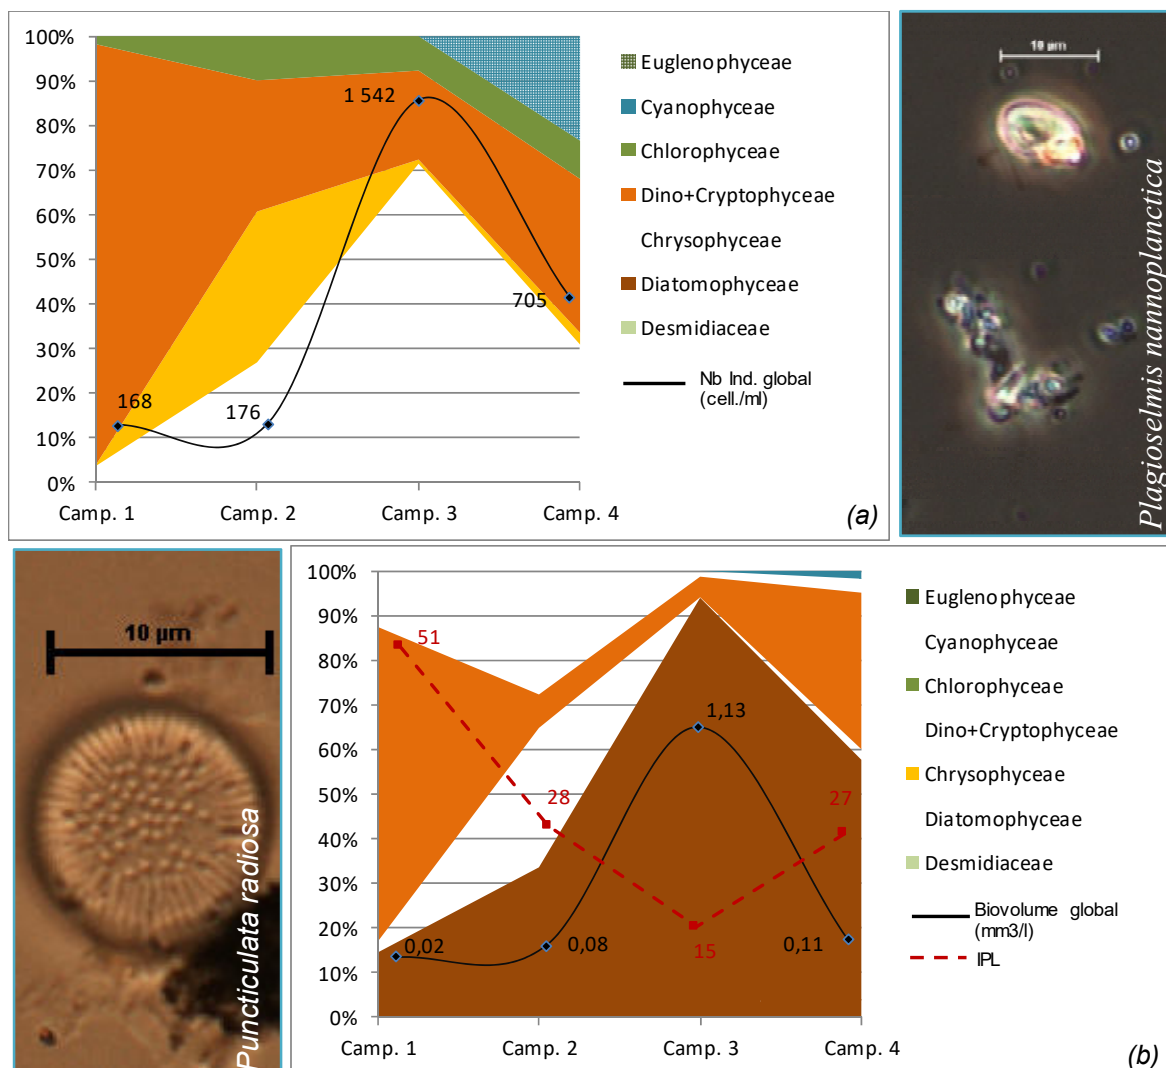 100%
90%
80%
70%
60%
50%
40%
30%
20%
10%
0%
168
176
1 542
705
Camp. 1
Camp. 2
Camp. 3
Camp. 4
Euglenophyceae
Cyanophyceae
Chlorophyceae
Dino+Cryptophyceae
Chrysophyceae
Diatomophyceae
Desmidiaceae
Nb Ind. global
(cell./ml)
(a)
10 µm
Plagioselmis nannoplanctica
10 µm
Puncticulata radiosa
100%
90%
80%
70%
60%
50%
40%
30%
20%
10%
0%
51
28
15
27
0,02
0,08
1,13
0,11
Camp. 1
Camp. 2
Camp. 3
Camp. 4
Euglenophyceae
Cyanophyceae
Chlorophyceae
Dino+Cryptophyceae
Chrysophyceae
Diatomophyceae
Desmidiaceae
Biovolume global
(mm3/l)
IPL
(b)